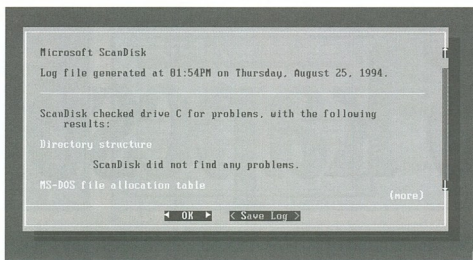 Microsoft ScanDisk
Log file generated at 01:54PM on Thursday, August 25, 1994.
ScanDisk checked drive C for problems, with the following
results:
Directory structure
ScanDisk did not find any problems.
MS-DOS file allocation table
(more)
◄ OK ► < Save Log >